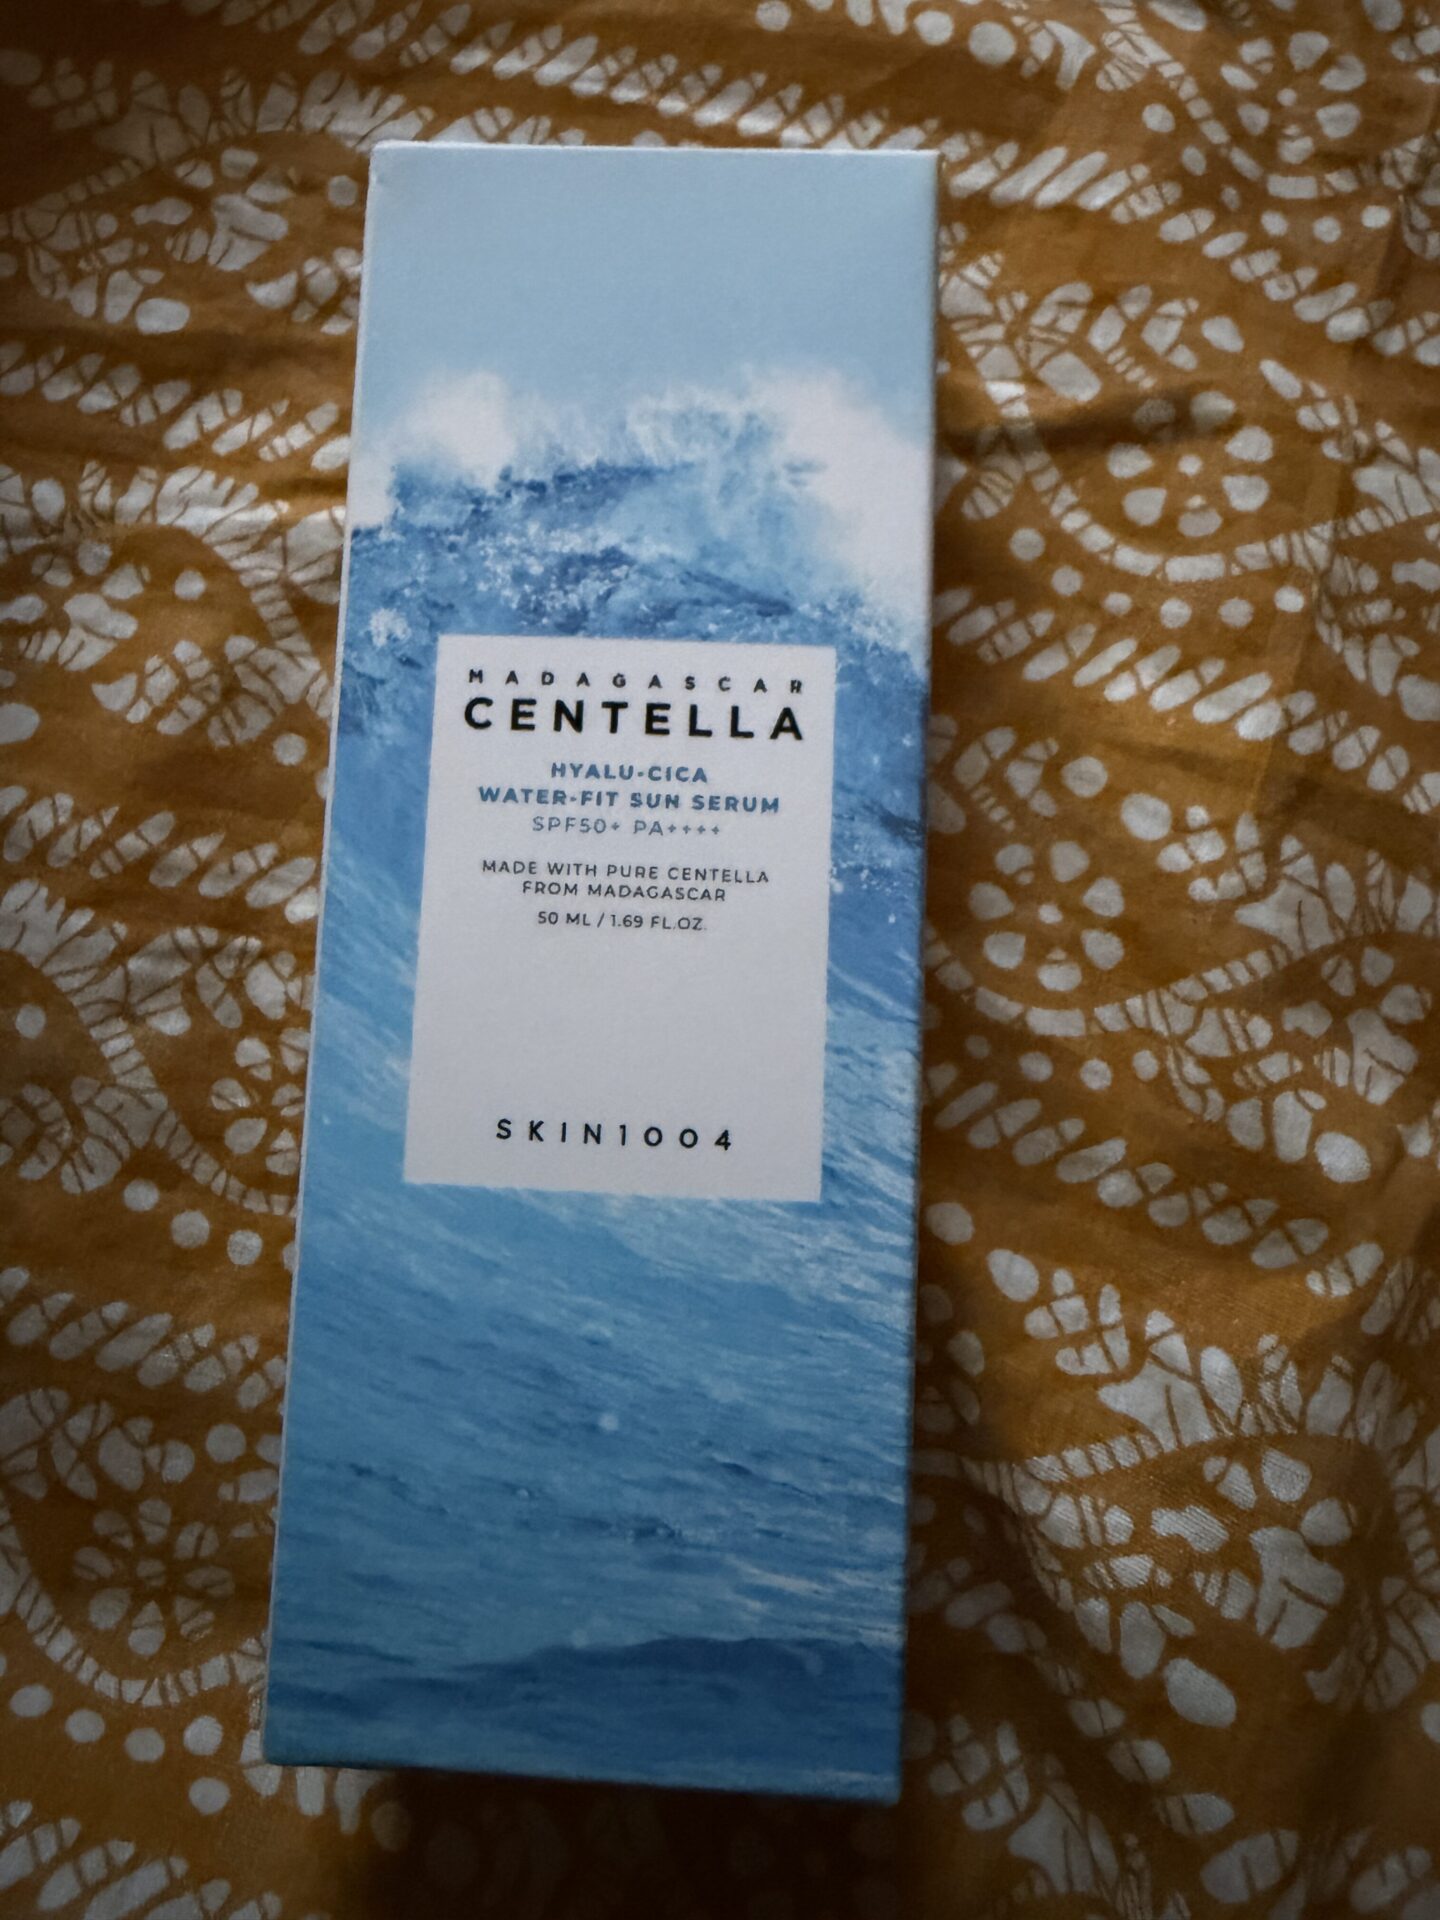 MADAGASCAR
CENTELLA
HYALU-CICA
WATER-FIT SUN SERUM
SPF50+ PA++++
MADE WITH PURE CENTELLA
FROM MADAGASCAR
50 ML / 1.69 FL.OZ.
SKIN1004